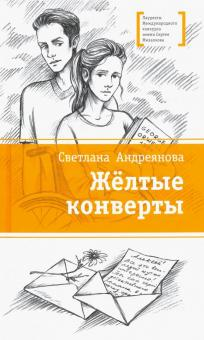 Лауреаты
Международного
конкурса
имени Сергея
Михалкова
Светлана Андреянова
Жёлтые
конверты